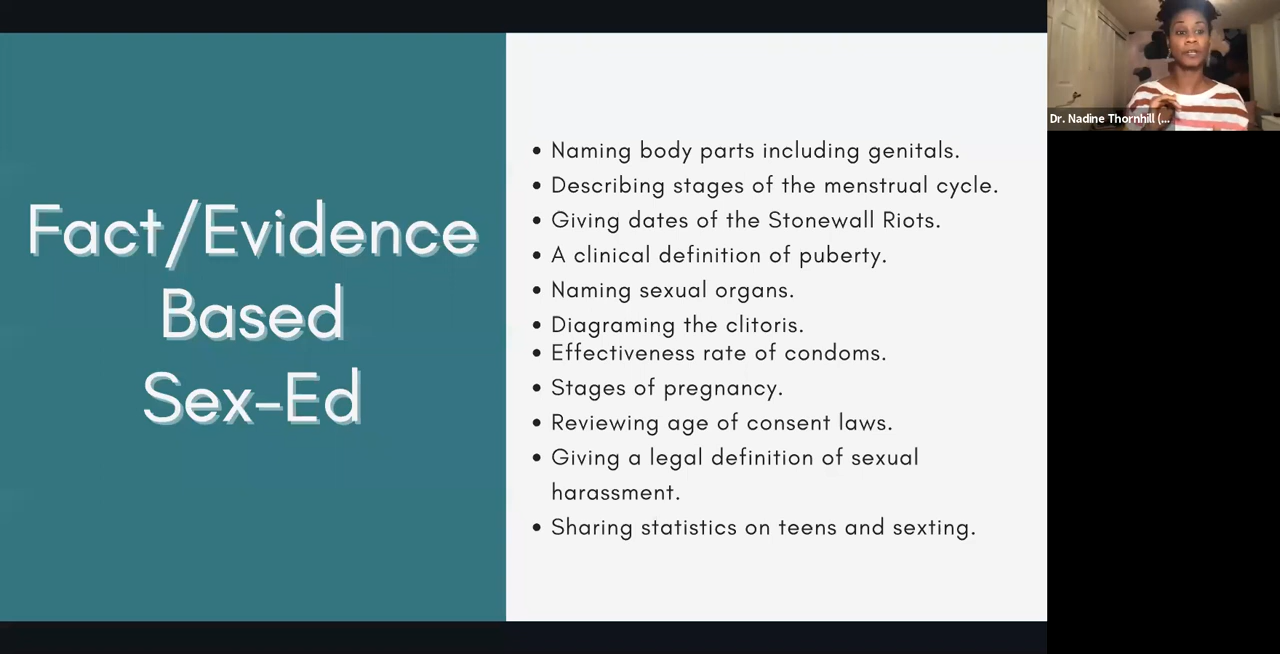 Fact/Evidence
Based
Sex-Ed
• Naming body parts including genitals.
• Describing stages of the menstrual cycle.
• Giving dates of the Stonewall Riots.
• A clinical definition of puberty.
• Naming sexual organs.
• Diagraming the clitoris.
• Effectiveness rate of condoms.
• Stages of pregnancy.
• Reviewing age of consent laws.
• Giving a legal definition of sexual
harassment.
• Sharing statistics on teens and sexting.
Dr. Nadine Thornhill (...